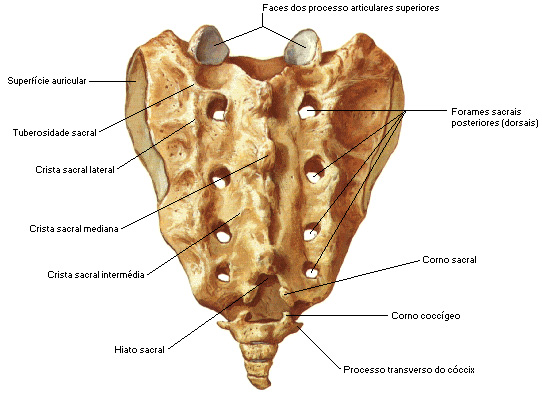 Faces dos processo articulares superiores
Superfície auricular
Forames sacrais
posteriores (dorsais)
Tuberosidade sacral
Crista sacral lateral
Crista sacral mediana
Corno sacral
Crista sacral intermédia
Corno coccígeo
Hiato sacral
Processo transverso do cóccix